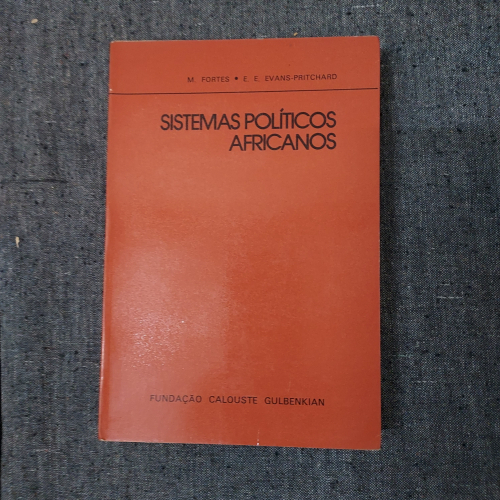 M. FORTES • E. E. EVANS-PRITCHARD
SISTEMAS POLÍTICOS
AFRICANOS
FUNDAÇÃO CALOUSTE GULBENKIAN